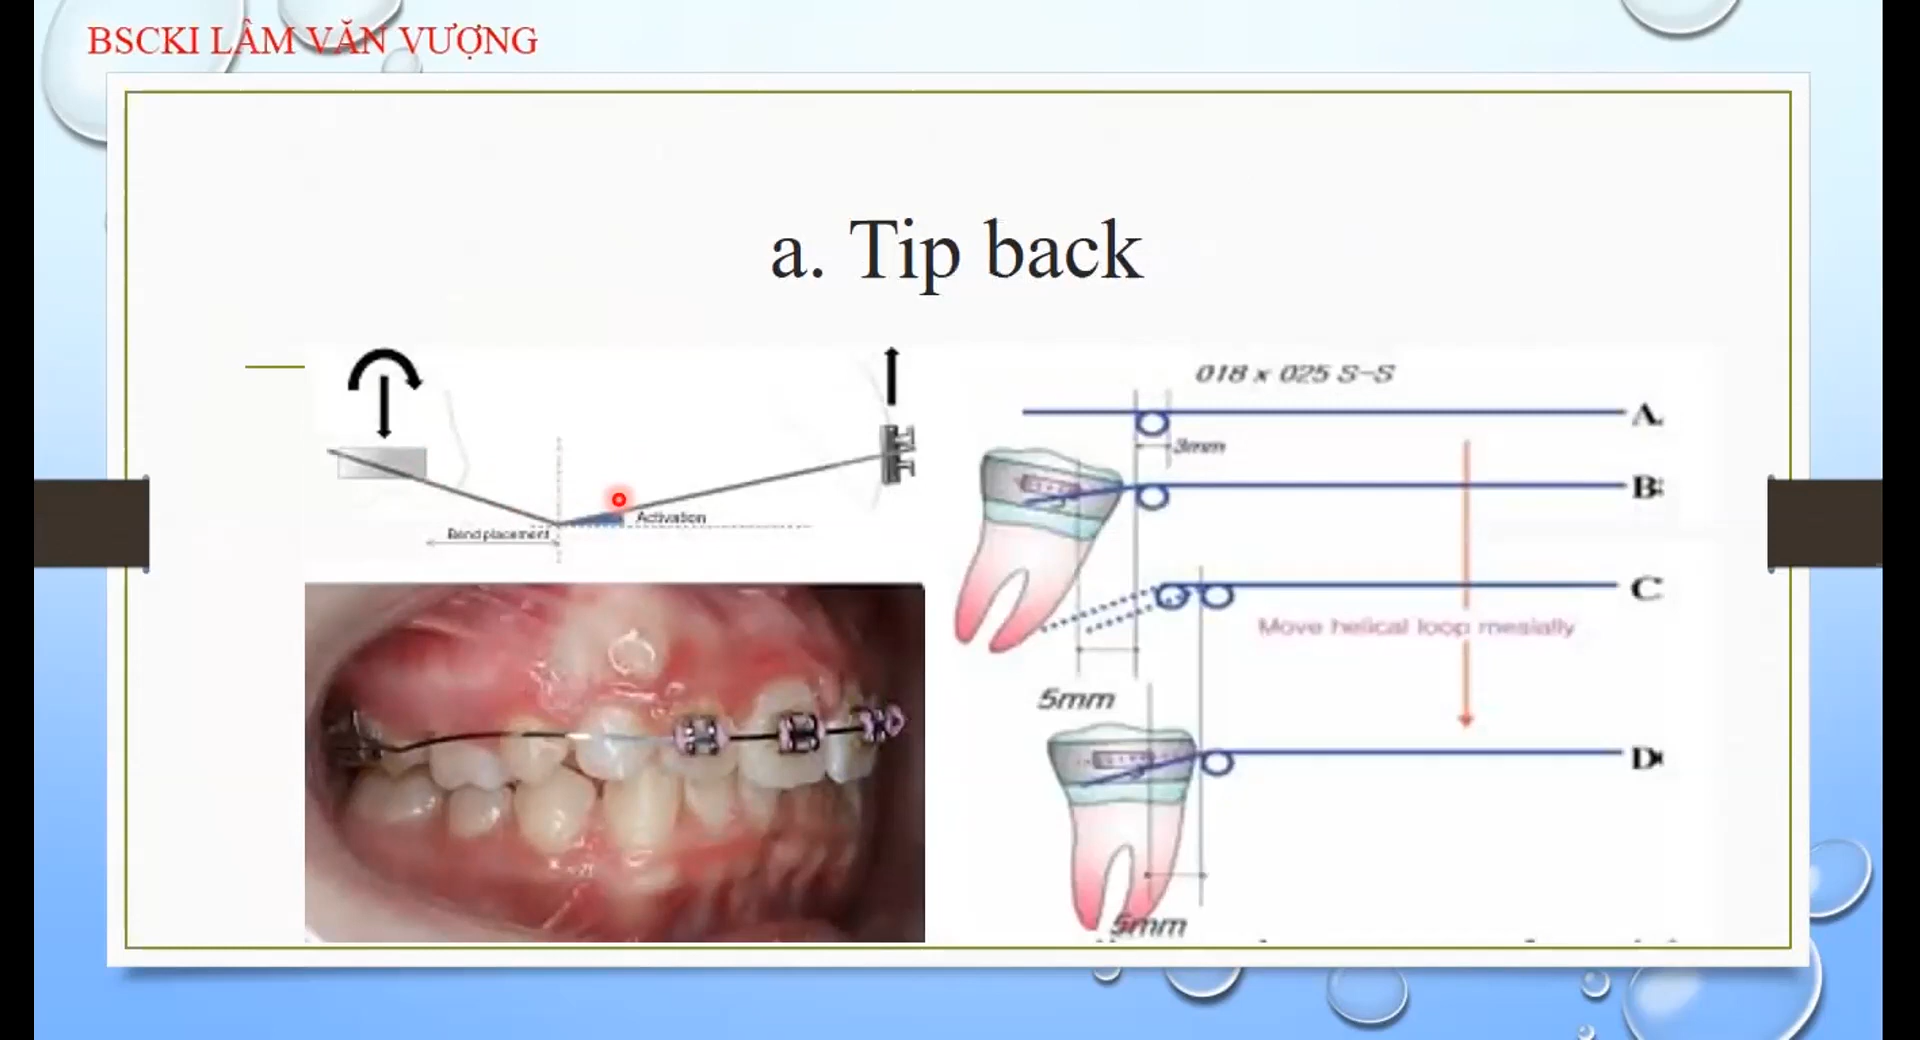 BSCKI LÂM VĂN VƯỢNG
a. Tip back
Activation
Bend placement
018 x 025 S-S
A.
3mm
B
C
Move helical loop mesially
5mm
D
5mm